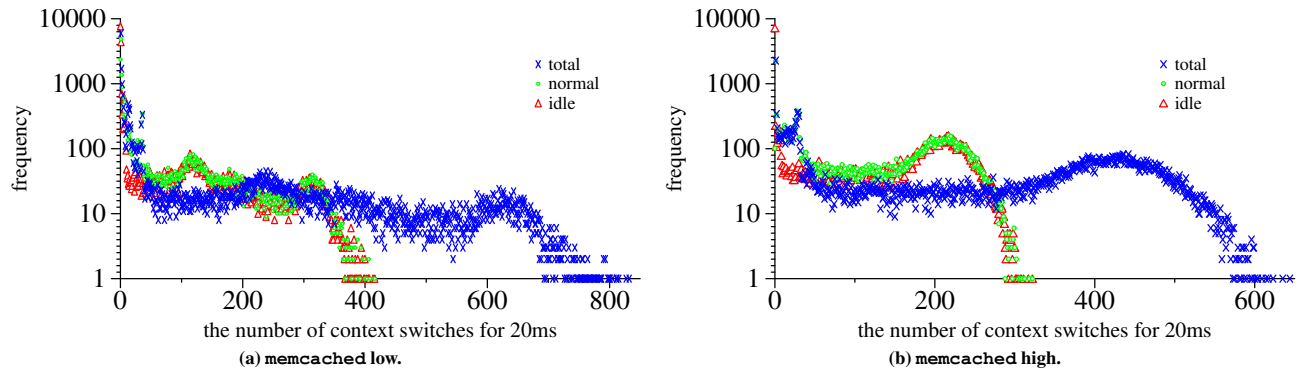 10000
1000
100
10
1
frequency
total
normal
idle
0
200
400
600
800
the number of context switches for 20ms
(a) memcached low.
10000
1000
100
10
1
frequency
total
normal
idle
0
200
400
600
the number of context switches for 20ms
(b) memcached high.